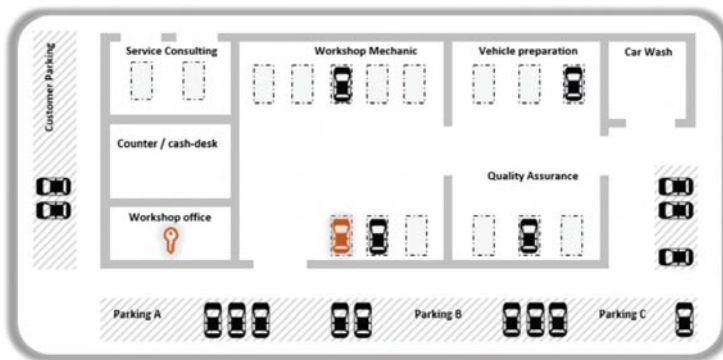 Customer Parking
Service Consulting
Workshop Mechanic
Vehicle preparation
Car Wash
Counter / cash-desk
Quality Assurance
Workshop office
Parking A
Parking B
Parking C